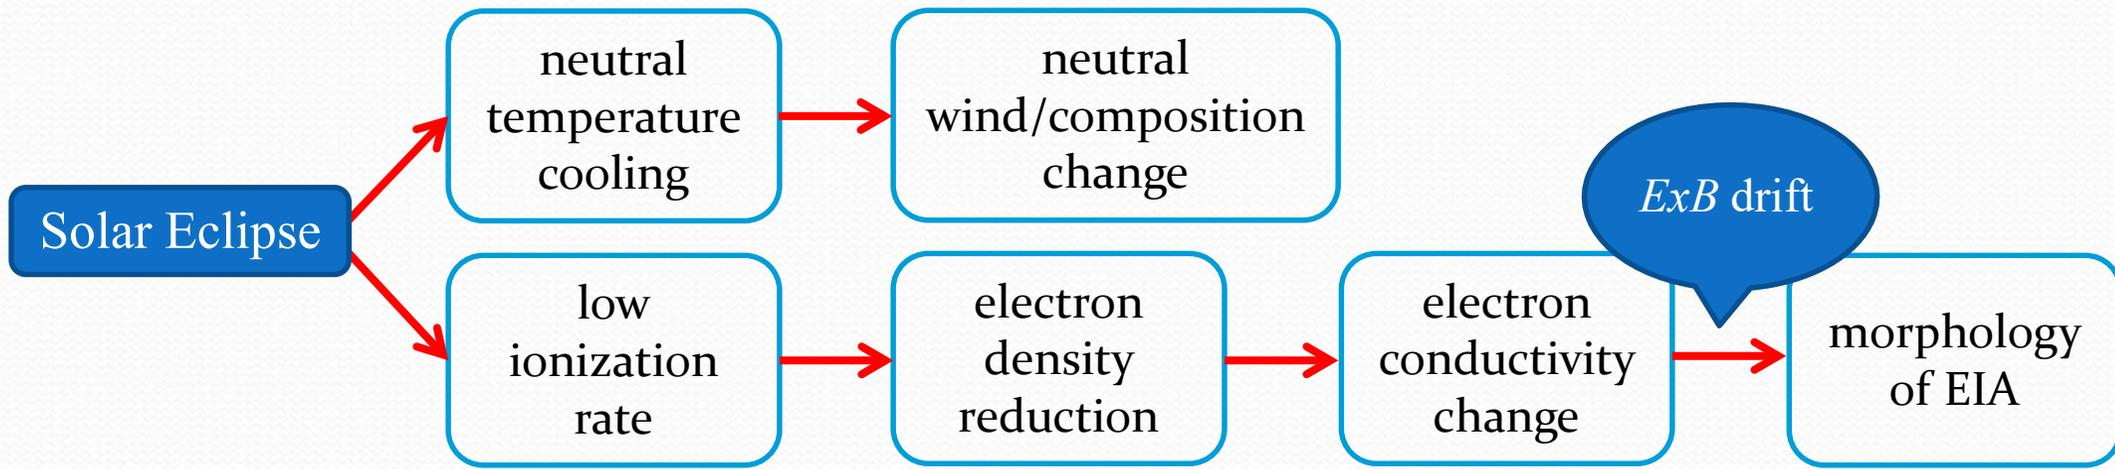 Solar Eclipse
neutral
temperature
cooling
neutral
wind/composition
change
low
ionization
rate
electron
density
reduction
electron
conductivity
change
ExB drift
morphology
of EIA